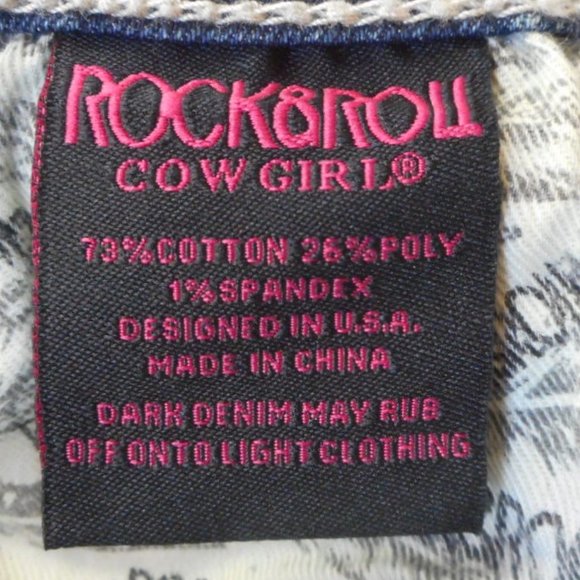 ROCK&ROLL
COWGIRL®
73%COTTON 26%POLY
1%SPANDEX
DESIGNED IN U.S.A.
MADE IN CHINA
DARK DENIM MAY RUB
OFF ONTO LIGHT CLOTHING